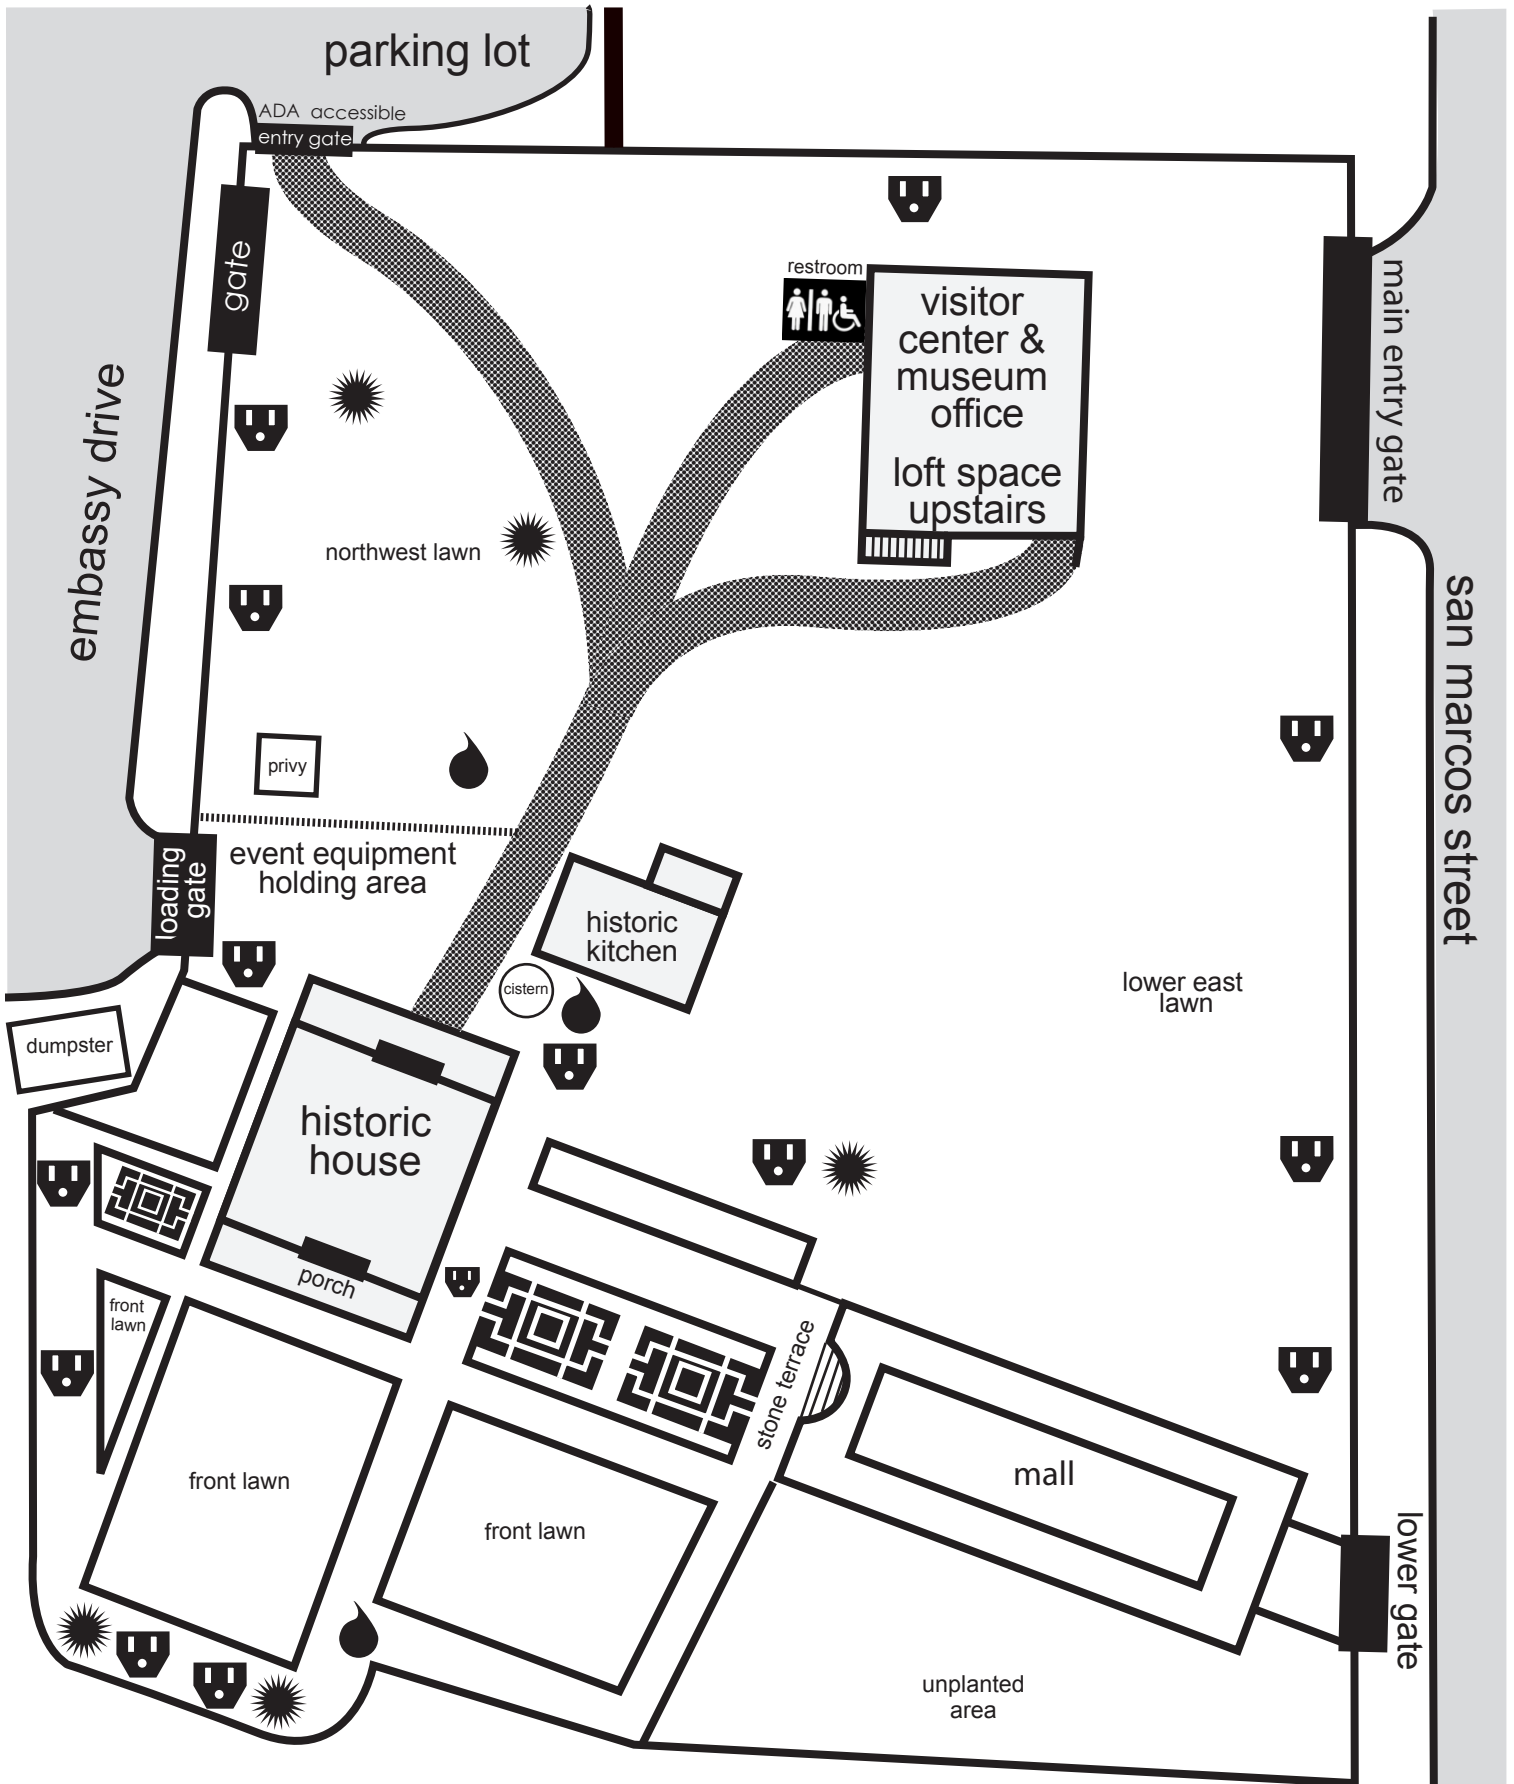 parking lot
ADA accessible
entry gate
gate
restroom
visitor
center &
museum
office
loft space
upstairs
main entry gate
embassy drive
northwest lawn
san marcos street
privy
loading
gate
event equipment
holding area
historic
kitchen
cistern
lower east
lawn
dumpster
historic
house
porch
front
lawn
stone terrace
front lawn
front lawn
mall
lower gate
unplanted
area